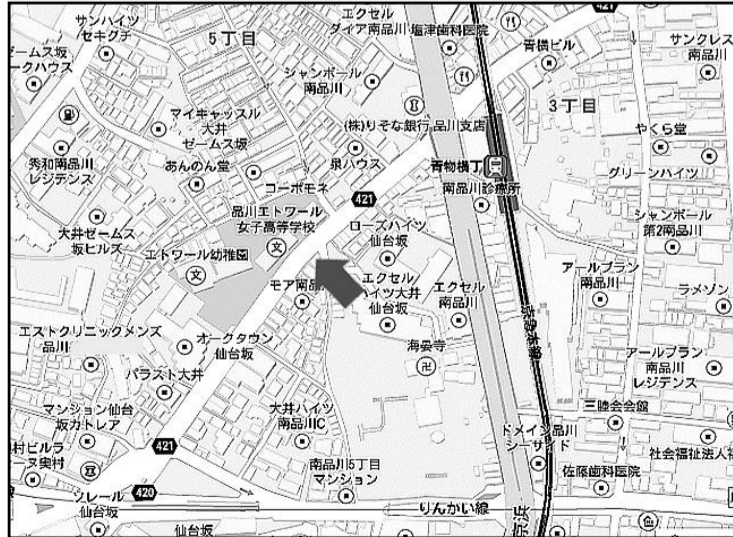 サンハイツ
セキグチ
5丁目
エクセル
ダイア南品川
塩津歯科医院
421
青横ビル
サンクレス
南品川
ゼームス坂
ークハウス
シャンボール
南品川
3丁目
マイキャッスル
大井
ゼームス坂
(株)りそな銀行 品川支店
やくら堂
秀和南品川
レジデンス
あんのん堂
泉ハウス
青物横丁
グリーンハイツ
コーポモネ
421
南品川診療所
品川エトワール
女子高等学校
文
大井ゼームス
坂ヒルズ
ローズハイツ
仙台坂
シャンボール
第2南品川
エトワール幼稚園
文
モア南品川
エクセル
ハイツ大井
仙台坂
エクセル
南品川
アールブラン
南品川
ラメゾン
エストクリニックメンズ
品川
オークタウン
仙台坂
海晏寺
卍
京急本線
パラスト大井
アールブラン
南品川
レジデンス
マンション仙台
坂カトレア
大井ハイツ
南品川C
三睦会会館
421
ドメイン品川
シーサイド
村ビルラ
ーヌ奥村
南品川5丁目
マンション
社会福祉法人福
佐藤歯科医院
420
りんかい線
仙台坂
仙台坂
京浜